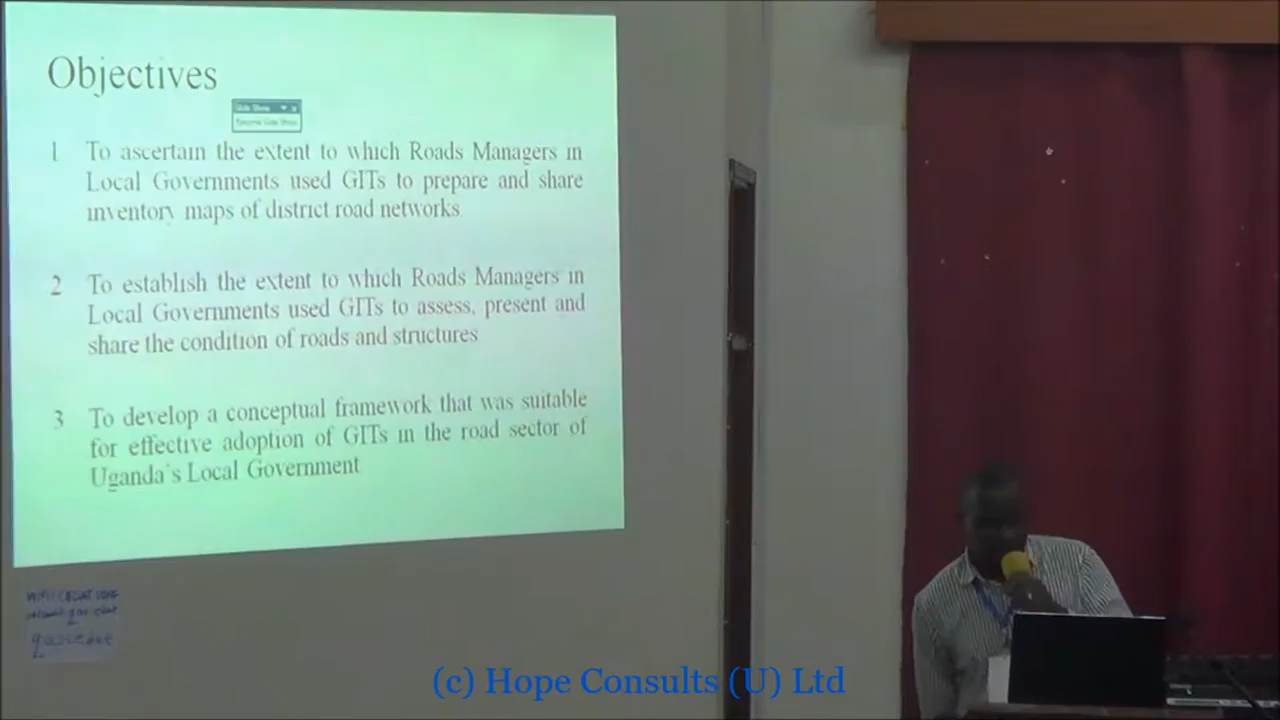 Objectives
1 To ascertain the extent to which Roads Managers in
Local Governments used GITs to prepare and share
inventory maps of district road networks
2 To establish the extent to which Roads Managers in
Local Governments used GITs to assess, present and
share the condition of roads and structures
3 To develop a conceptual framework that was suitable
for effective adoption of GITs in the road sector of
Uganda's Local Government
(c) Hope Consults (U) Ltd